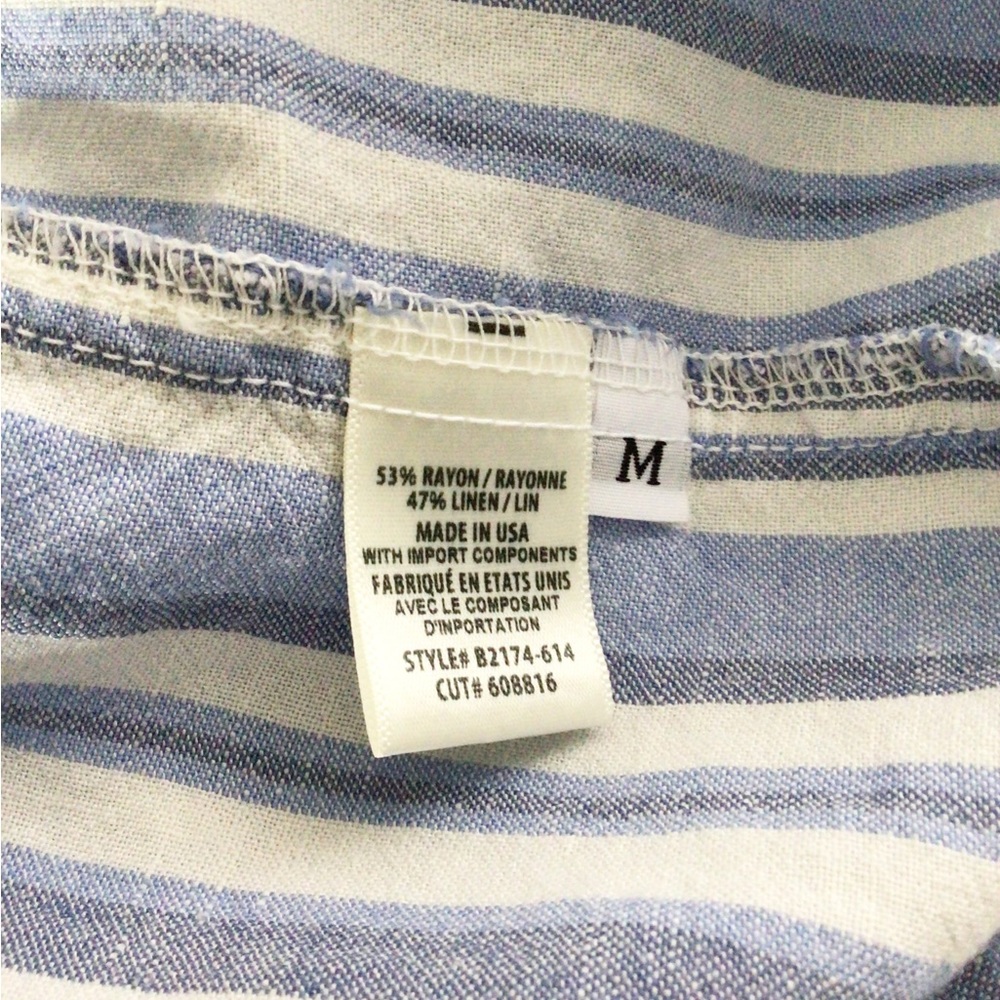 53% RAYON / RAYONNE
47% LINEN / LIN
MADE IN USA
WITH IMPORT COMPONENTS
FABRIQUÉ EN ETATS UNIS
AVEC LE COMPOSANT
D'INPORTATION
STYLE# B2174-614
CUT# 608816
M